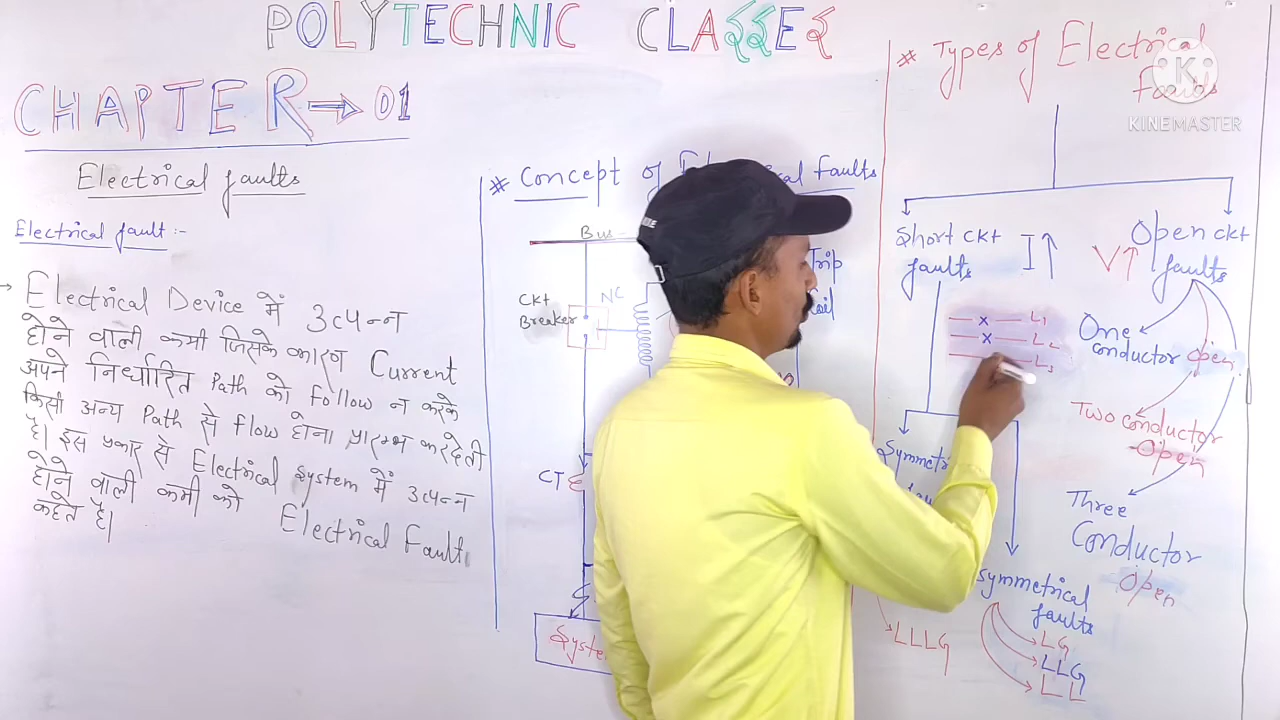 POLYTECHNIC CLASSES
CHAPTER → 01
Electrical faults
Electrical fault :-
→ Electrical Device में उत्पन्न
होने वाली कमी जिसके कारण Current
अपने निर्धारित Path को follow न करके
किसी अन्य Path से flow होना प्रारम्भ कर देती
है। इस प्रकार से Electrical System में उत्पन्न
होने वाली कमी को Electrical Fault
कहते है।
* Concept of faults
Bus
Ckt
Breaker
NC
Trip
Coil
CT
* Types of Electrical
Faults
KINEMASTER
Short Ckt
faults
I ↑
V ↑
Open ckt
faults
x L1
x L2
L3
One
conductor open
Two conductor
Open
Three
Conductor
Open
symmetrical
faults
LLLG
LG
LLG
LL